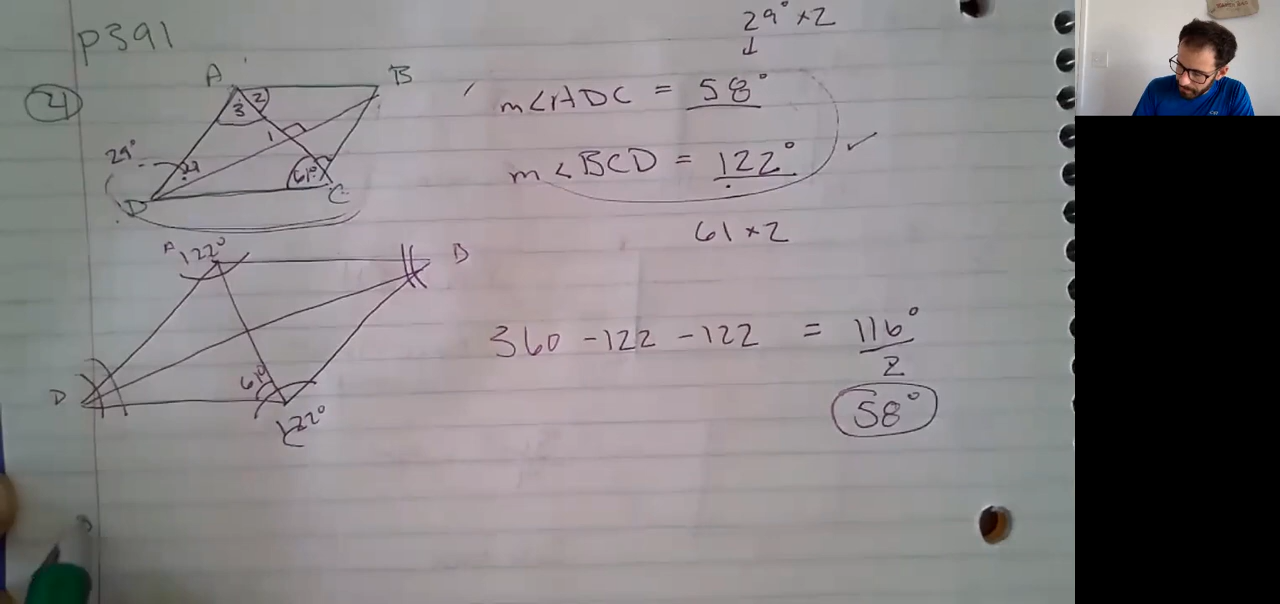 p391
29° × 2
↓
21
A
B
3
2
1
29°
61°
D
C
m∠ADC = 58°
m∠BCD = 122° ✓
61 × 2
A
122°
D
61°
122°
360 - 122 - 122 = 116°
2
58°